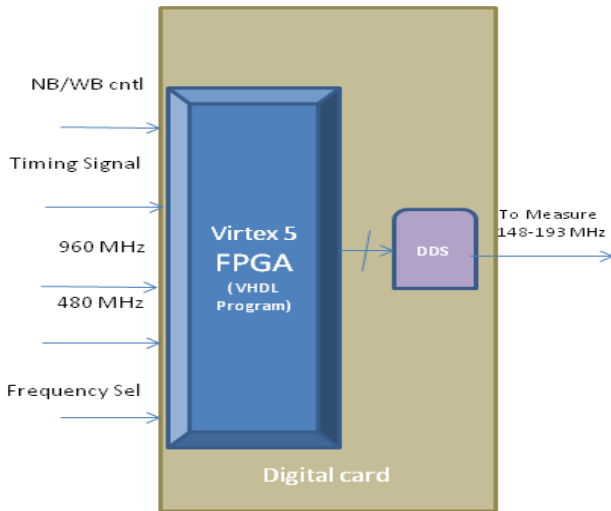 NB/WB cntl
Timing Signal
960 MHz
480 MHz
Frequency Sel
Virtex 5
FPGA
(VHDL
Program)
DDS
To Measure
148-193 MHz
Digital card